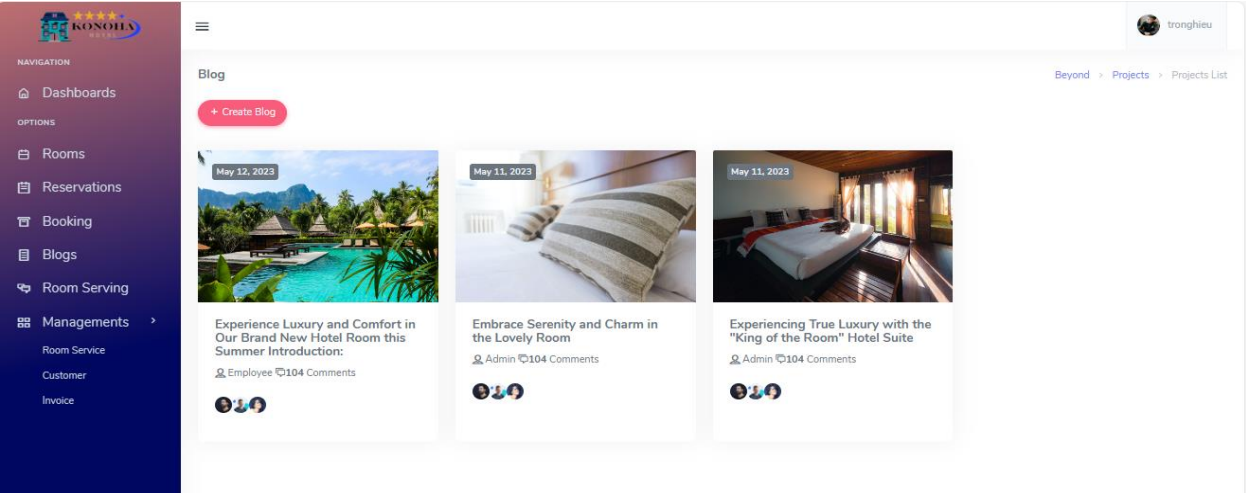 KONOHA
HOTEL
tronghieu
NAVIGATION
Dashboards
OPTIONS
Rooms
Reservations
Booking
Blogs
Room Serving
Managements
Room Service
Customer
Invoice
Blog
Beyond > Projects > Projects List
+ Create Blog
May 12, 2023
Experience Luxury and Comfort in
Our Brand New Hotel Room this
Summer Introduction:
Employee 104 Comments
May 11, 2023
Embrace Serenity and Charm in
the Lovely Room
Admin 104 Comments
May 11, 2023
Experiencing True Luxury with the
"King of the Room" Hotel Suite
Admin 104 Comments